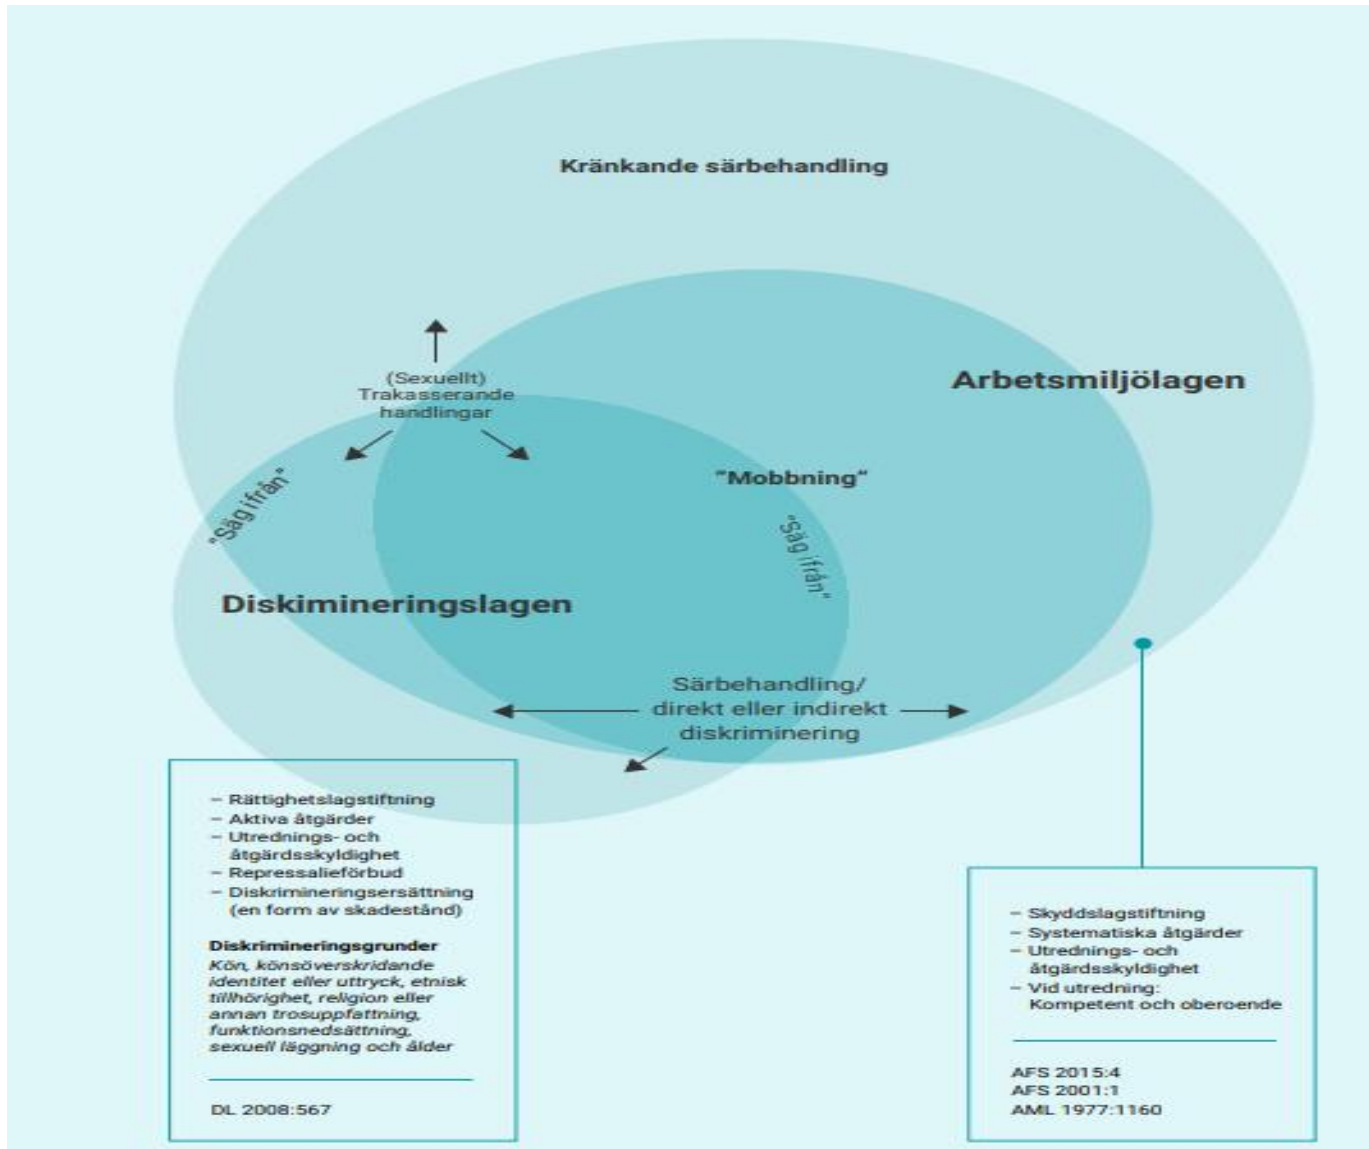 Kränkande särbehandling
Arbetsmiljölagen
(Sexuellt)
Trakasserande
handlingar
"Säg ifrån"
"Mobbning"
"Säg ifrån"
Diskimineringslagen
Särbehandling/
direkt eller indirekt
diskriminering
– Rättighetslagstiftning
– Aktiva åtgärder
– Utrednings- och
åtgärdsskyldighet
– Repressalieförbud
– Diskrimineringsersättning
(en form av skadestånd)
Diskrimineringsgrunder
Kön, könsöverskridande
identitet eller uttryck, etnisk
tillhörighet, religion eller
annan trosuppfattning,
funktionsnedsättning,
sexuell läggning och ålder
DL 2008:567
– Skyddslagstiftning
– Systematiska åtgärder
– Utrednings- och
åtgärdsskyldighet
– Vid utredning:
Kompetent och oberoende
AFS 2015:4
AFS 2001:1
AML 1977:1160